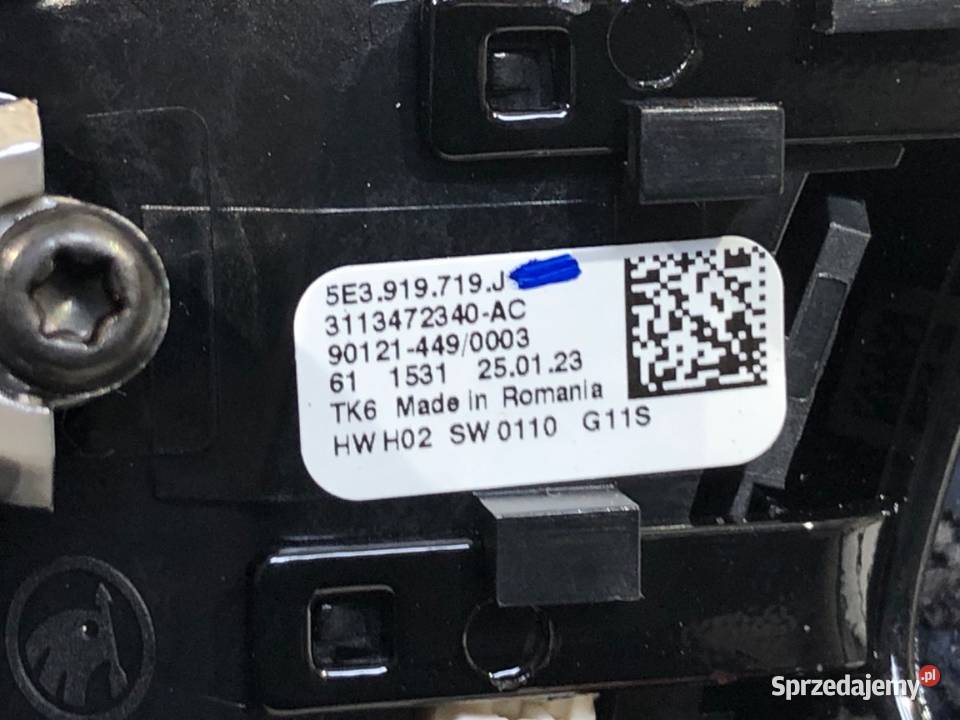 5E3.919.719.J
3113472340-AC
90121-449/0003
61 1531 25.01.23
TK6 Made in Romania
HW H02 SW 0110 G11S
Sprzedajemy.pl